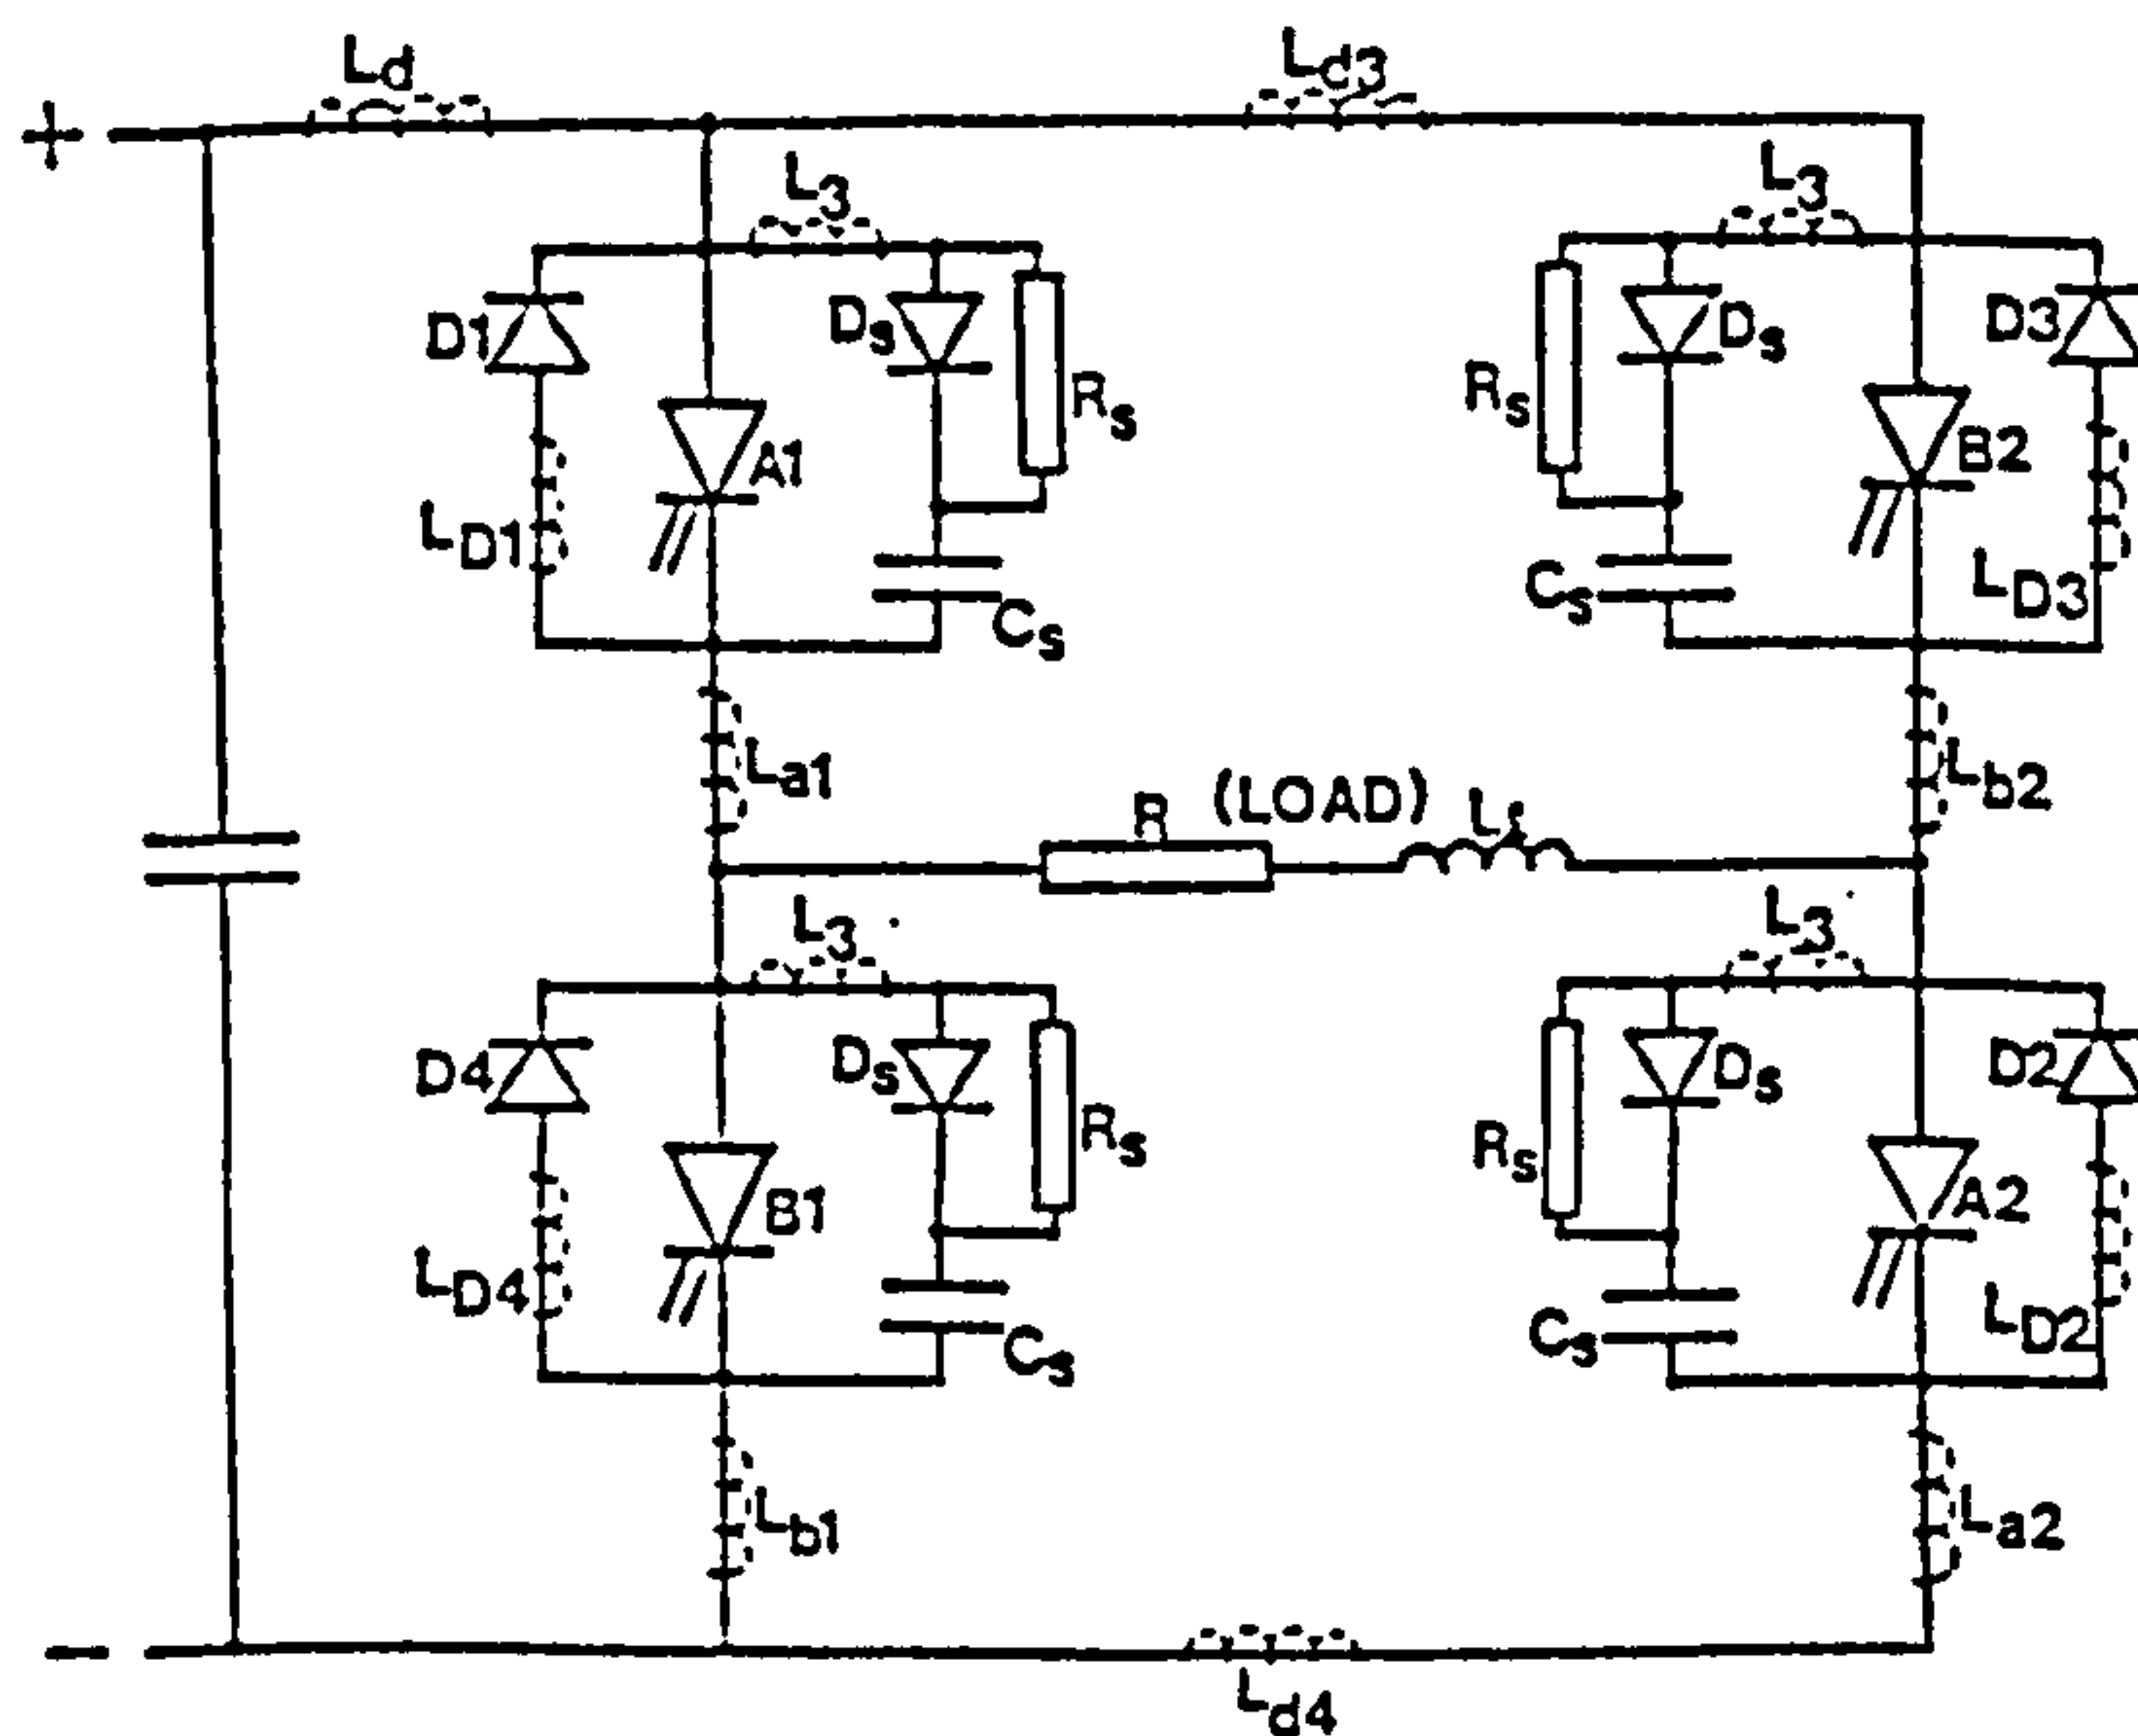 Ld
Ld3
+
L3
L3
D1
Ds
Rs
A1
LD1
Cs
Rs
Ds
D3
B2
Cs
LD3
La1
Lb2
R (LOAD)
L3
L3
D4
Ds
Rs
B1
LD4
Cs
Rs
Ds
D2
A2
Cs
LD2
Lb1
La2
−
Ld4